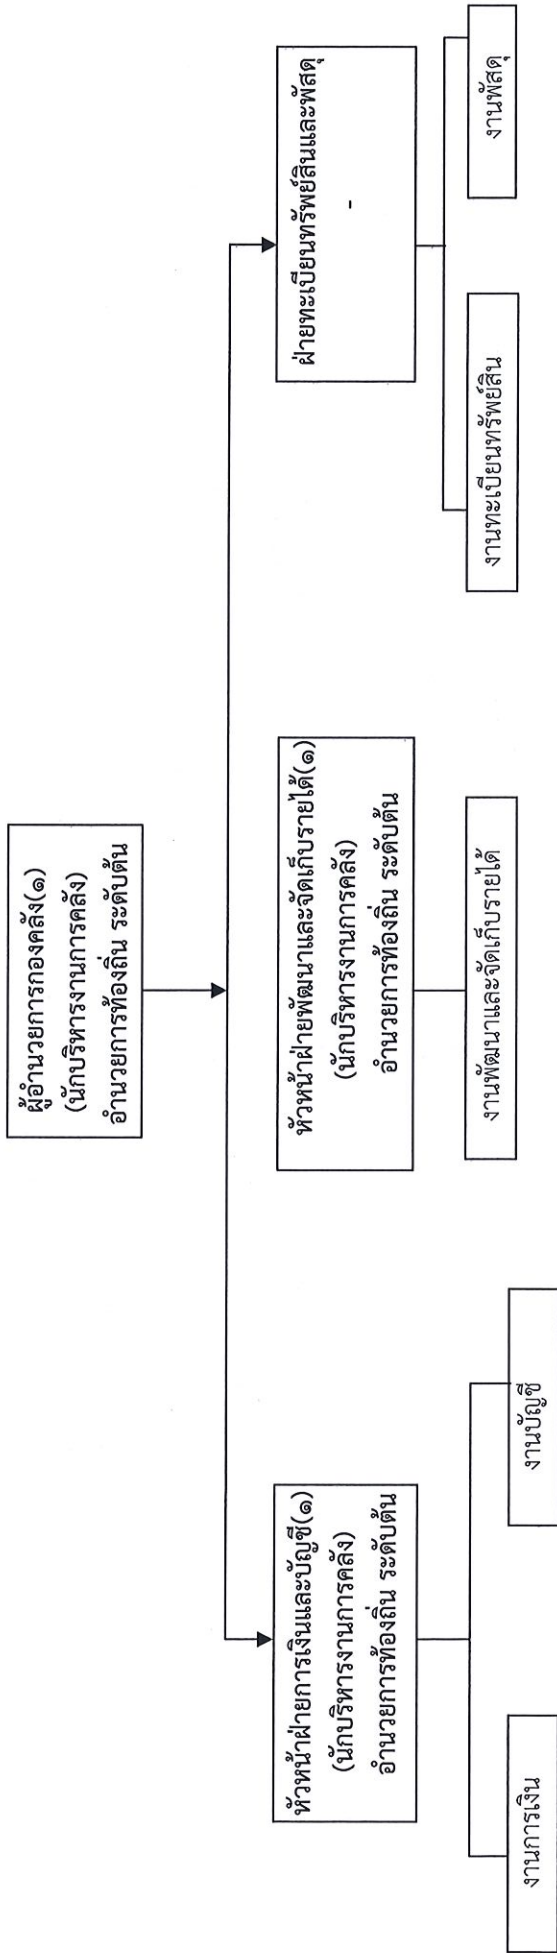 ผู้อำนวยการกองคลัง(๑)
(นักบริหารงานการคลัง)
อำนวยการท้องถิ่น ระดับต้น
หัวหน้าฝ่ายการเงินและบัญชี(๑)
(นักบริหารงานการคลัง)
อำนวยการท้องถิ่น ระดับต้น
งานการเงิน
งานบัญชี
หัวหน้าฝ่ายพัฒนาและจัดเก็บรายได้(๑)
(นักบริหารงานการคลัง)
อำนวยการท้องถิ่น ระดับต้น
งานพัฒนาและจัดเก็บรายได้
ฝ่ายทะเบียนทรัพย์สินและพัสดุ
-
งานทะเบียนทรัพย์สิน
งานพัสดุ